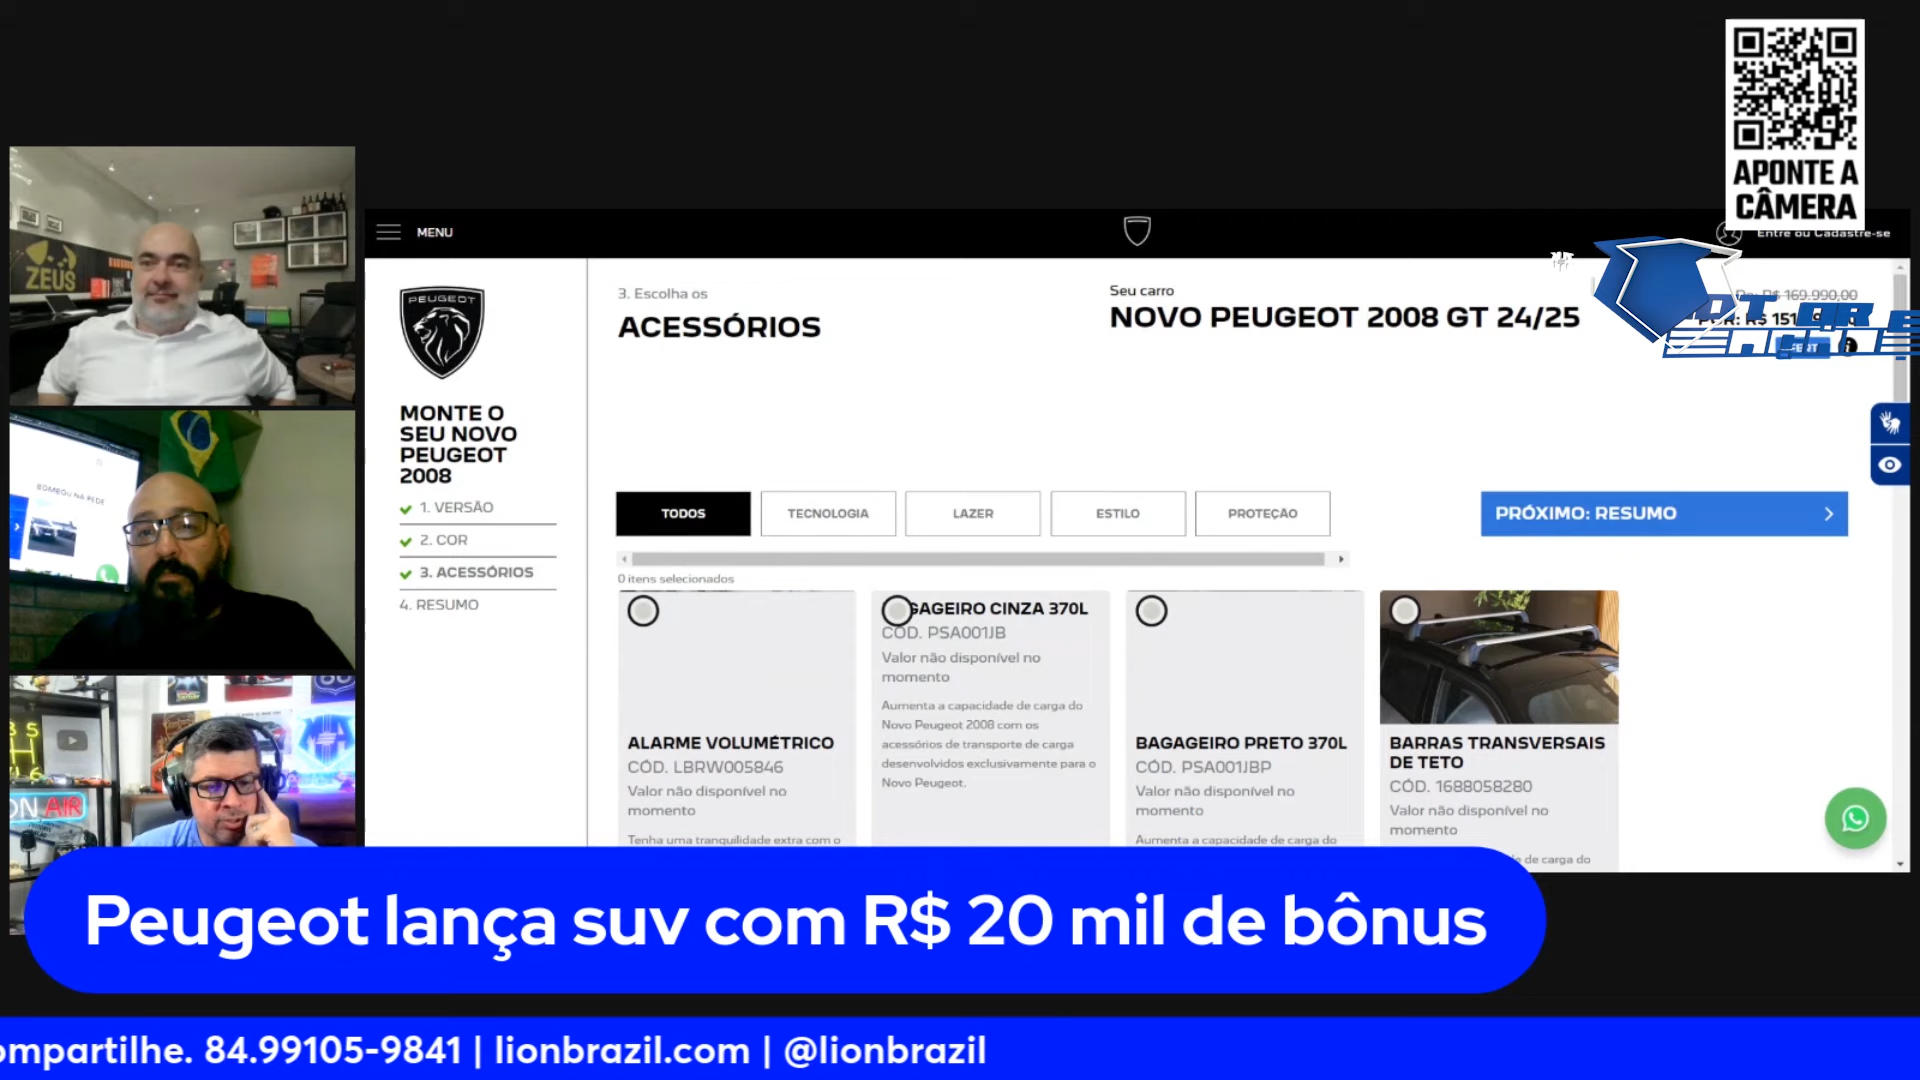 APONTE A
CÂMERA
MENU
Entre ou Cadastre-se
ZEUS
PEUGEOT
3. Escolha os
ACESSÓRIOS
Seu carro
NOVO PEUGEOT 2008 GT 24/25
De: R$ 169.990,00
POR: R$ 151
MONTE O
SEU NOVO
PEUGEOT
2008
1. VERSÃO
2. COR
3. ACESSÓRIOS
4. RESUMO
TODOS
TECNOLOGIA
LAZER
ESTILO
PROTEÇÃO
PRÓXIMO: RESUMO
0 itens selecionados
ALARME VOLUMÉTRICO
CÓD. LBRW005846
Valor não disponível no
momento
Tenha uma tranquilidade extra com o
GAGEIRO CINZA 370L
CÓD. PSA001JB
Valor não disponível no
momento
Aumenta a capacidade de carga do
Novo Peugeot 2008 com os
acessórios de transporte de carga
desenvolvidos exclusivamente para o
Novo Peugeot.
BAGAGEIRO PRETO 370L
CÓD. PSA001JBP
Valor não disponível no
momento
Aumenta a capacidade de carga do
BARRAS TRANSVERSAIS
DE TETO
CÓD. 1688058280
Valor não disponível no
momento
de de carga do
ON AIR
Peugeot lança suv com R$ 20 mil de bônus
ompartilhe. 84.99105-9841 | lionbrazil.com | @lionbrazil